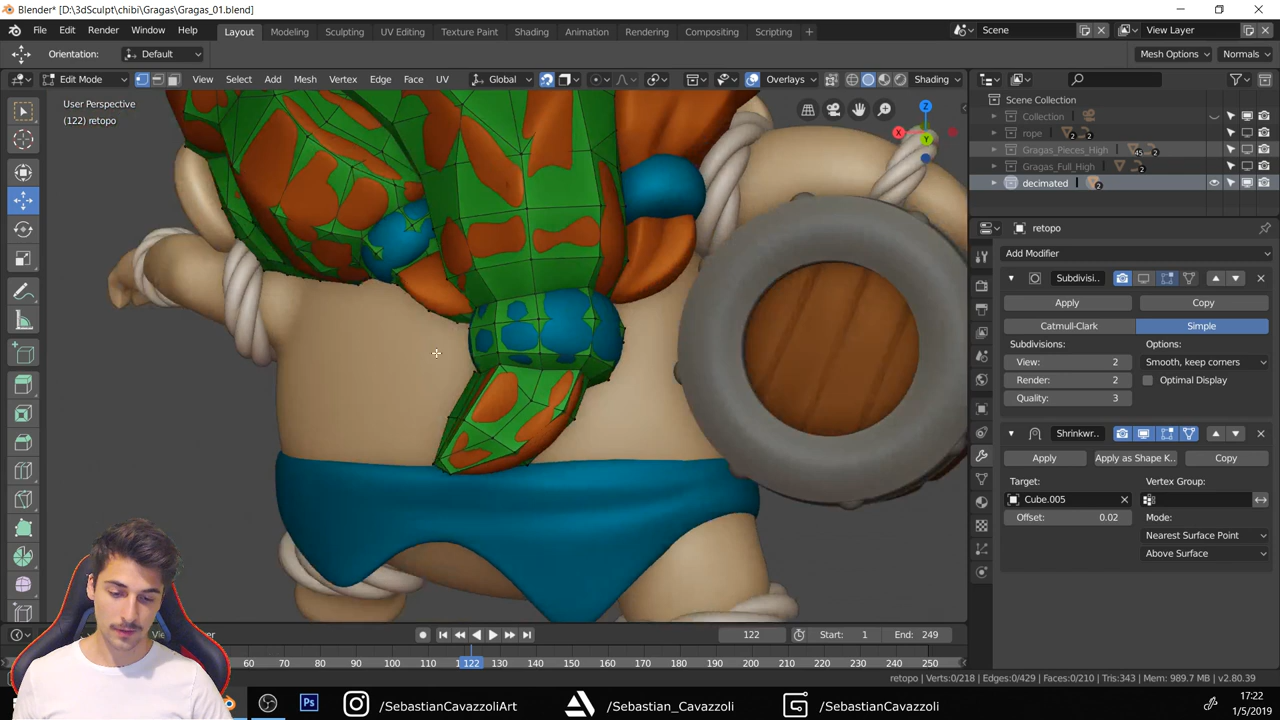 Blender* [D:\3dSculpt\chibi\Gragas\Gragas_01.blend]
File Edit Render Window Help
Layout Modeling Sculpting UV Editing Texture Paint Shading Animation Rendering Compositing Scripting +
Scene View Layer
Orientation: Default
Mesh Options Normals
Edit Mode View Select Add Mesh Vertex Edge Face UV Global Overlays Shading
User Perspective
(122) retopo
Z
X
Y
Scene Collection
Collection
rope 2 2
Gragas_Pieces_High 45 2
Gragas_Full_High 2
decimated 2
retopo
Add Modifier
Subdivisi..
Apply Copy
Catmull-Clark Simple
Subdivisions: Options:
View: 2 Smooth, keep corners
Render: 2 Optimal Display
Quality: 3
Shrinkwr..
Apply Apply as Shape K.. Copy
Target: Vertex Group:
Cube.005
Offset: 0.02 Mode:
Nearest Surface Point
Above Surface
122 Start: 1 End: 249
60 70 80 90 100 110 122 130 140 150 160 170 180 190 200 210 220 230 240 250
retopo | Verts:0/218 | Edges:0/429 | Faces:0/210 | Tris:343 | Mem: 989.7 MB | v2.80.39
Ps /SebastianCavazzoliArt /Sebastian_Cavazzoli /SebastianCavazzoli
17:22
1/5/2019